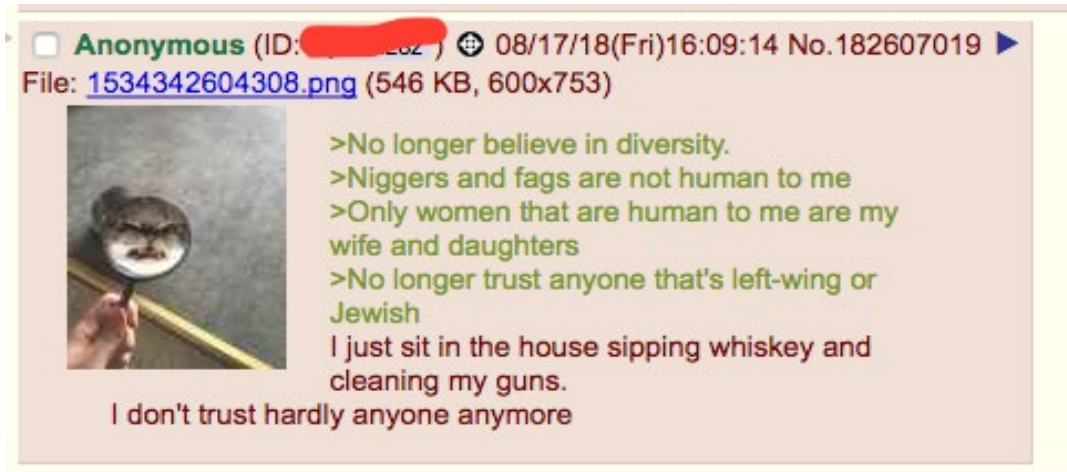 Anonymous (ID: ) 08/17/18(Fri)16:09:14 No.182607019
File: 1534342604308.png (546 KB, 600x753)
>No longer believe in diversity.
>Niggers and fags are not human to me
>Only women that are human to me are my
wife and daughters
>No longer trust anyone that's left-wing or
Jewish
I just sit in the house sipping whiskey and
cleaning my guns.
I don't trust hardly anyone anymore